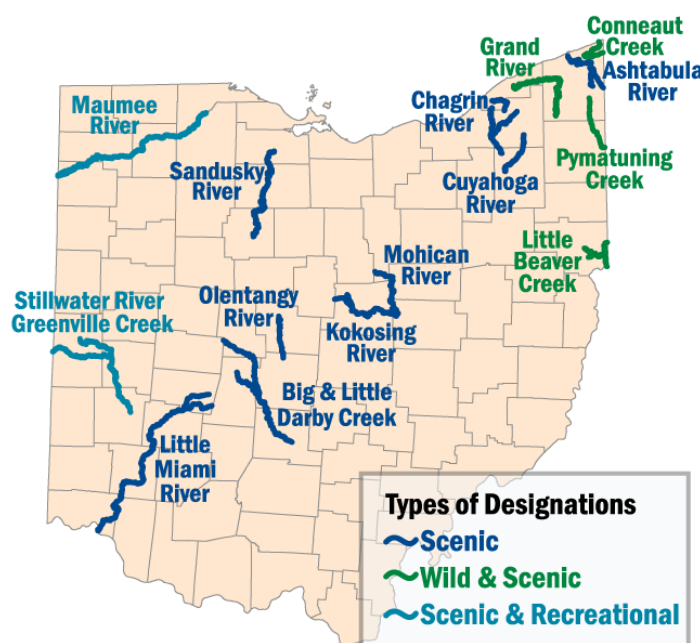 Conneaut
Creek
Grand
River
Ashtabula
River
Maumee
River
Chagrin
River
Sandusky
River
Cuyahoga
River
Pymatuning
Creek
Little
Beaver
Creek
Mohican
River
Stillwater River
Greenville Creek
Olentangy
River
Kokosing
River
Big & Little
Darby Creek
Little
Miami
River
Types of Designations
Scenic
Wild & Scenic
Scenic & Recreational